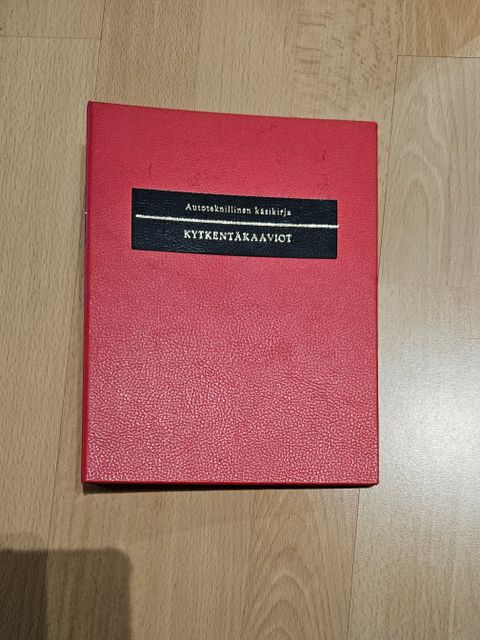 Autoteknillinen käsikirja
KYTKENTÄKAAVIOT